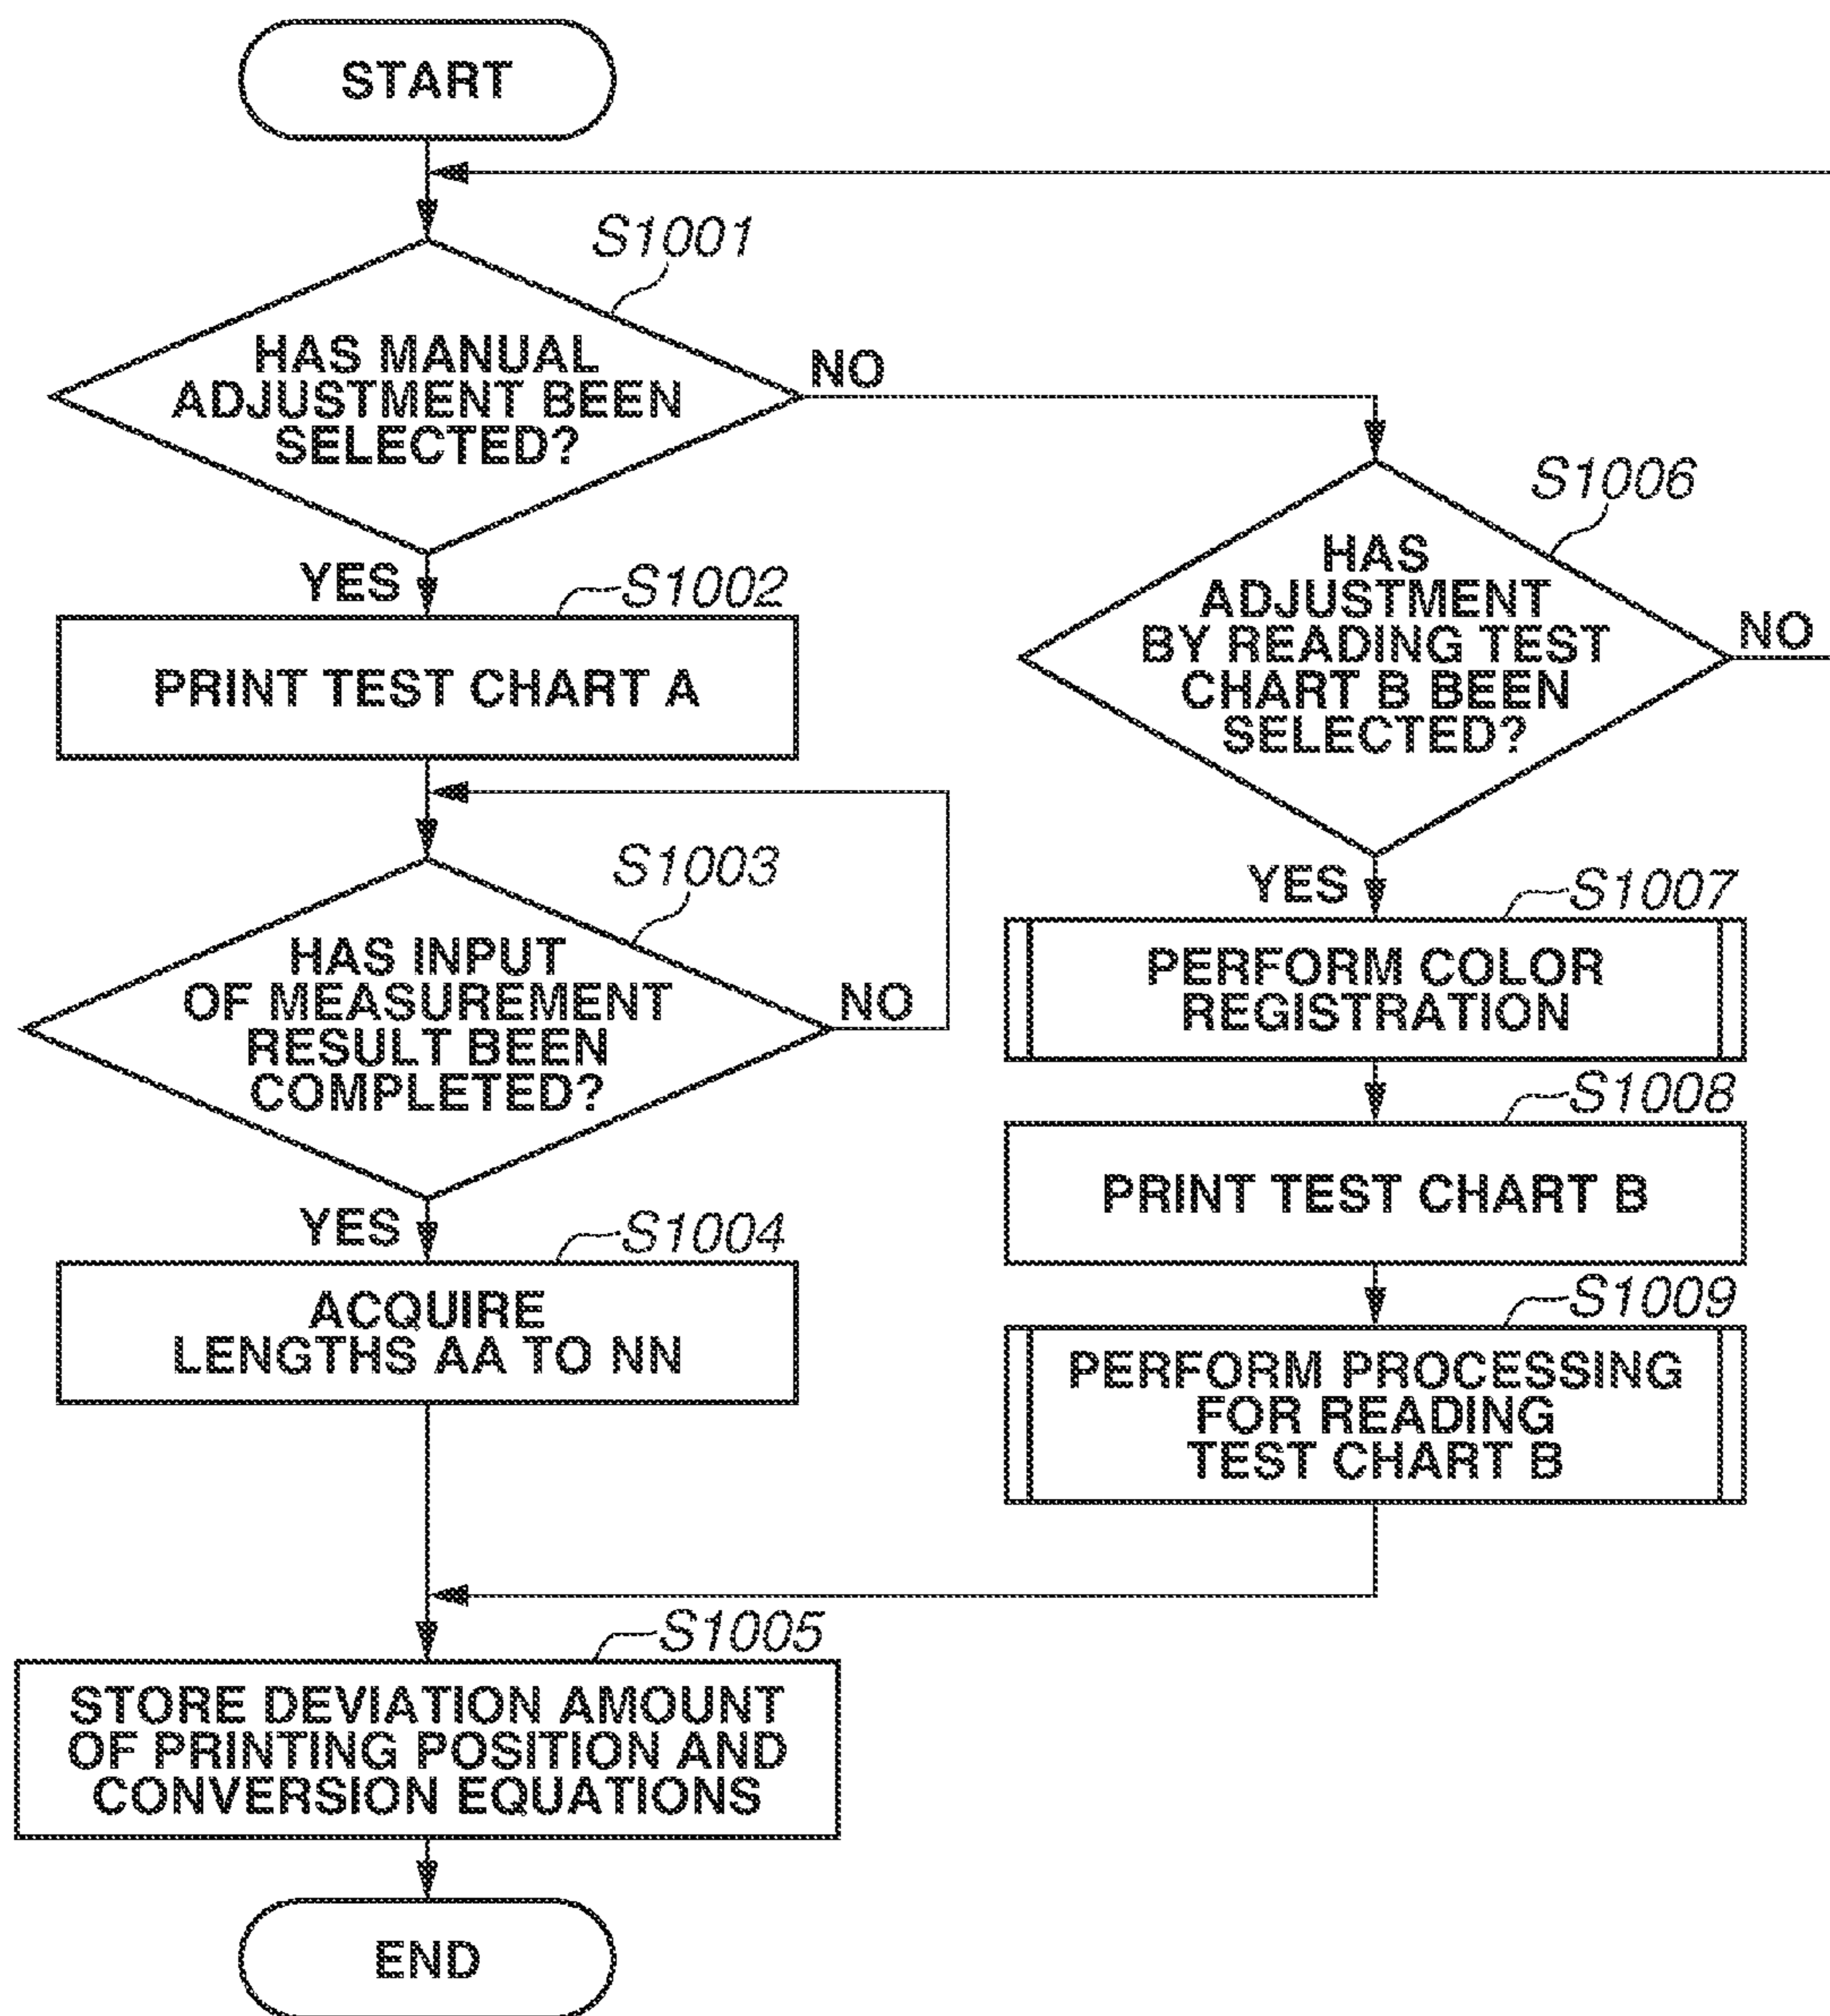 START
S1001
HAS MANUAL
ADJUSTMENT BEEN
SELECTED?
NO
YES
S1002
PRINT TEST CHART A
S1003
HAS INPUT
OF MEASUREMENT
RESULT BEEN
COMPLETED?
NO
YES
S1004
ACQUIRE
LENGTHS AA TO NN
S1006
HAS
ADJUSTMENT
BY READING TEST
CHART B BEEN
SELECTED?
NO
YES
S1007
PERFORM COLOR
REGISTRATION
S1008
PRINT TEST CHART B
S1009
PERFORM PROCESSING
FOR READING
TEST CHART B
S1005
STORE DEVIATION AMOUNT
OF PRINTING POSITION AND
CONVERSION EQUATIONS
END